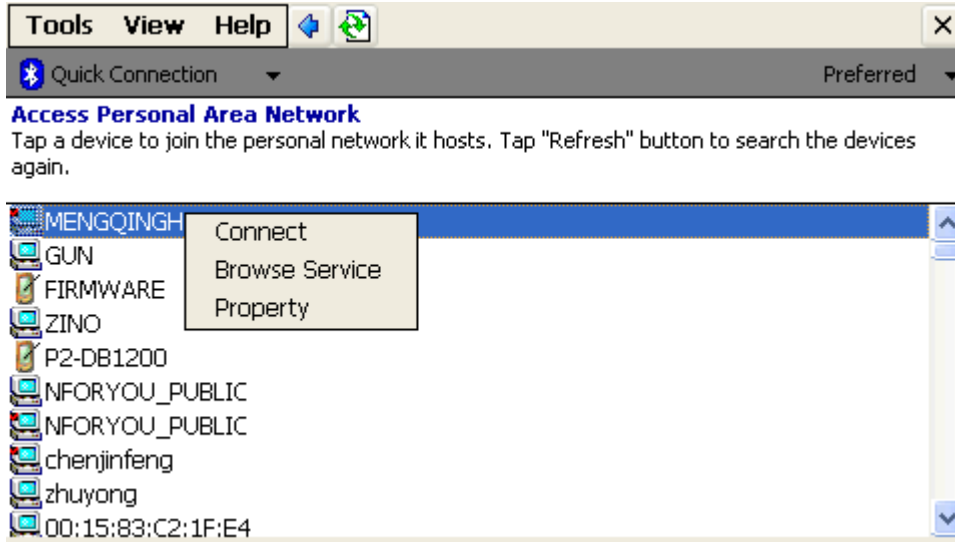 Tools View Help
Quick Connection Preferred
Access Personal Area Network
Tap a device to join the personal network it hosts. Tap "Refresh" button to search the devices
again.
MENGQINGH
Connect
GUN
Browse Service
FIRMWARE
Property
ZINO
P2-DB1200
NFORYOU_PUBLIC
NFORYOU_PUBLIC
chenjinfeng
zhuyong
00:15:83:C2:1F:E4